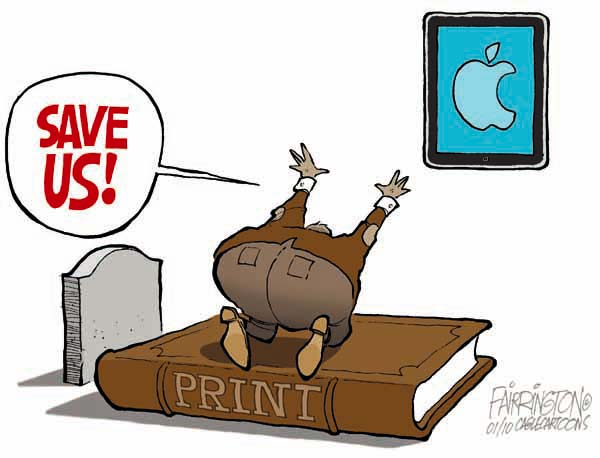 SAVE
US!
PRINT
FAIRRINGTON©
01/10 CAGLECARTOONS